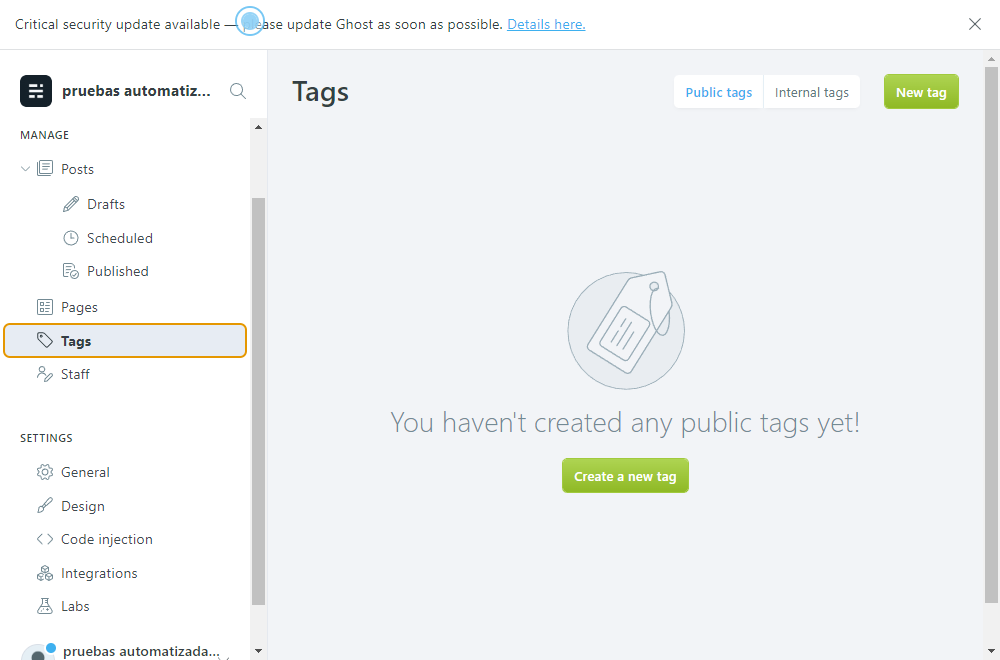 Critical security update available — please update Ghost as soon as possible. Details here.
pruebas automatiz...
Tags
Public tags
Internal tags
New tag
MANAGE
Posts
Drafts
Scheduled
Published
Pages
Tags
Staff
You haven't created any public tags yet!
Create a new tag
SETTINGS
General
Design
Code injection
Integrations
Labs
pruebas automatizada...